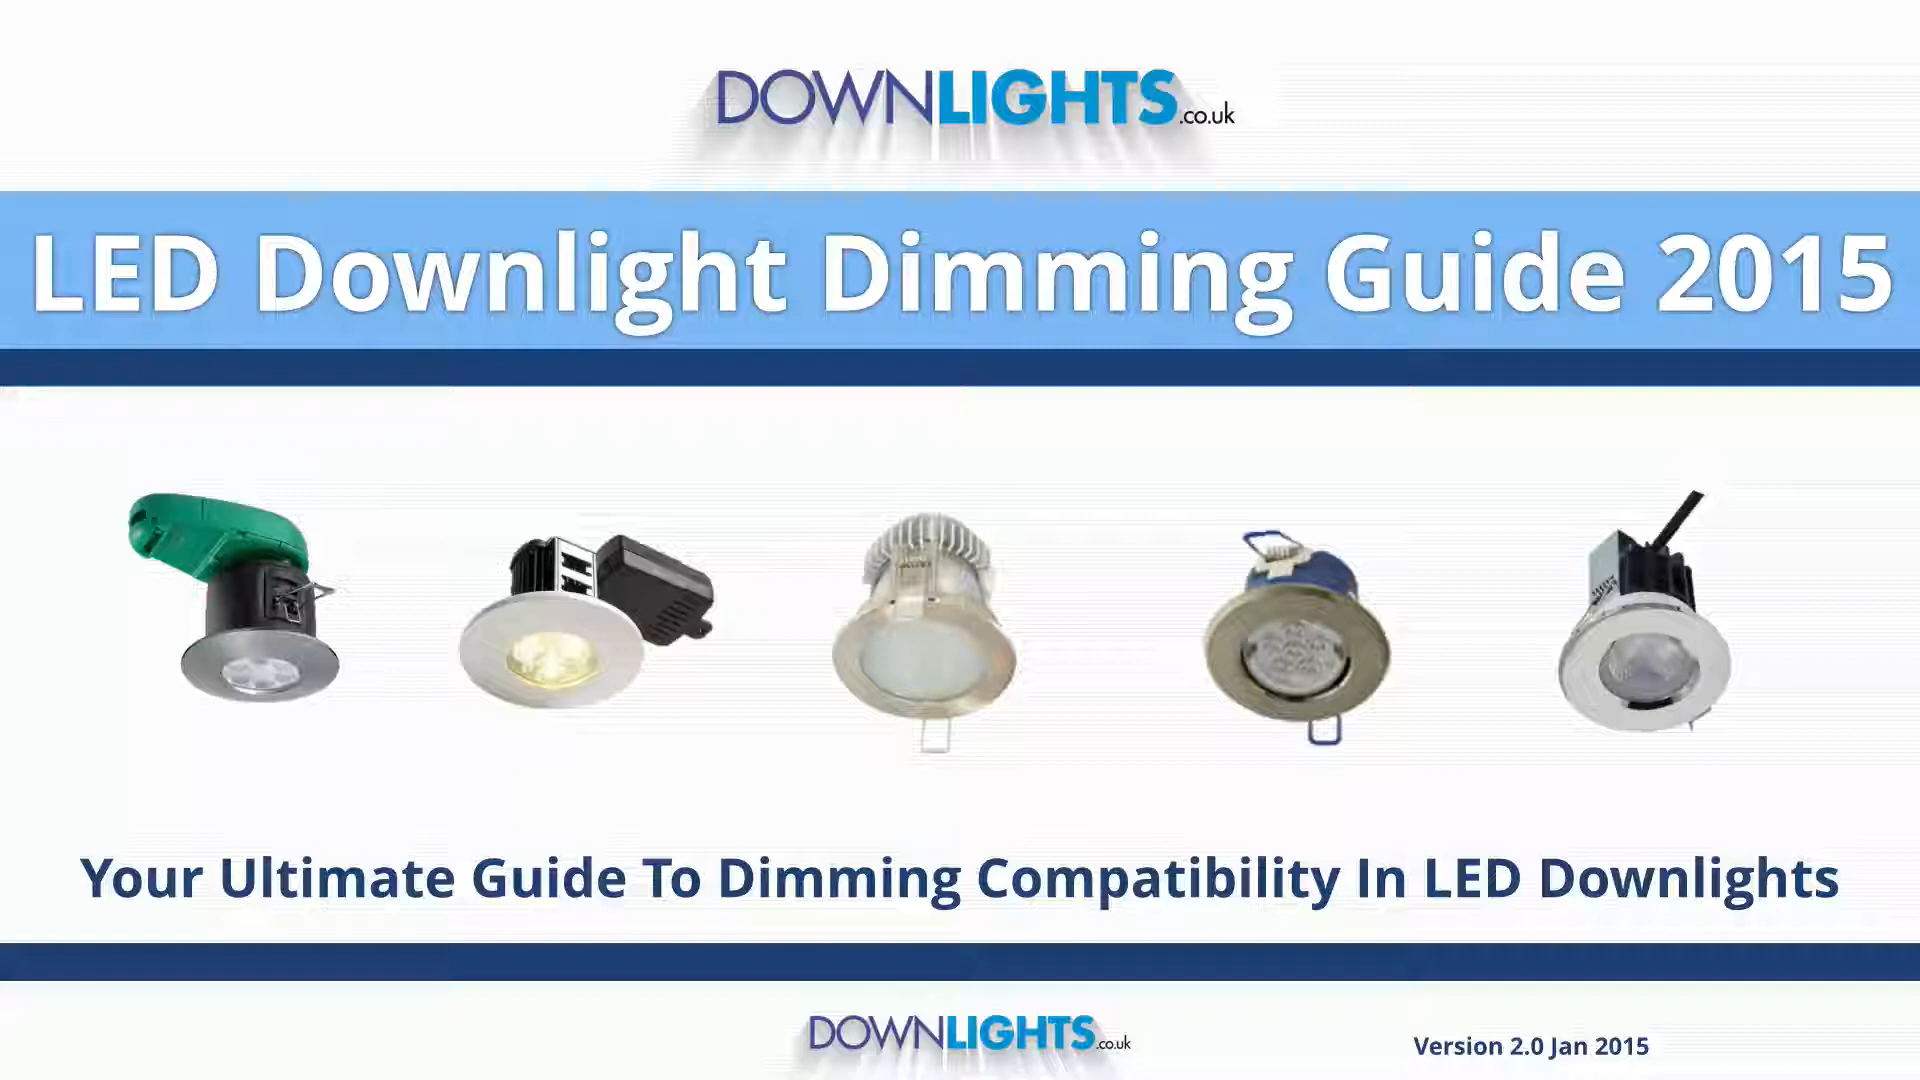 DOWNLIGHTS.co.uk
LED Downlight Dimming Guide 2015
Your Ultimate Guide To Dimming Compatibility In LED Downlights
DOWNLIGHTS.co.uk
Version 2.0 Jan 2015